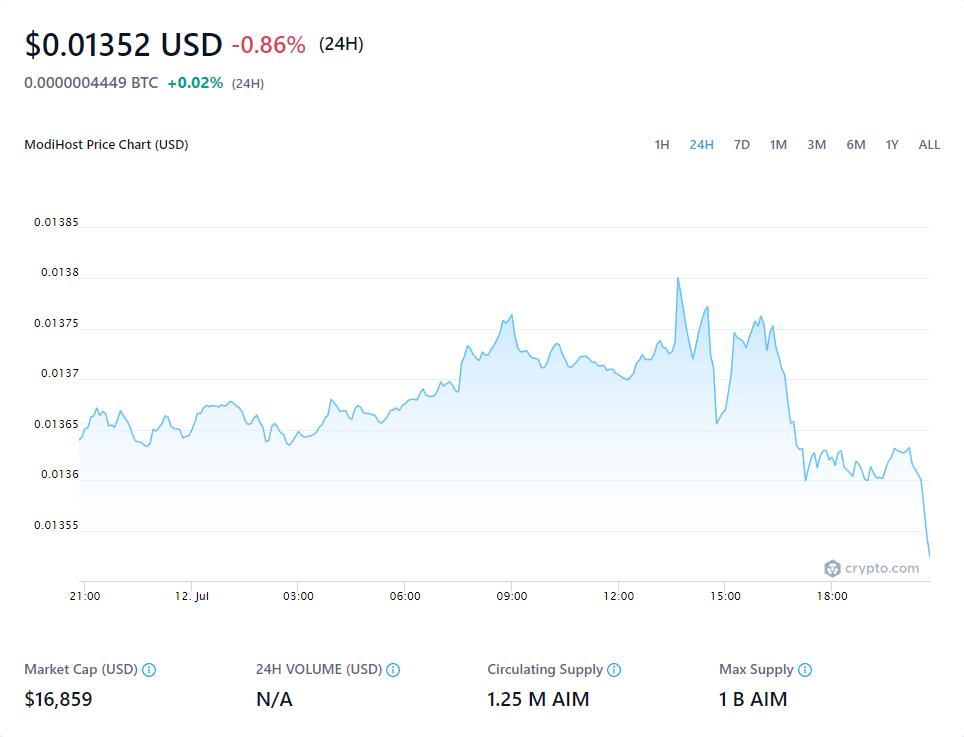 $0.01352 USD -0.86% (24H)
0.0000004449 BTC +0.02% (24H)
ModiHost Price Chart (USD) 1H 24H 7D 1M 3M 6M 1Y ALL
0.01385
0.0138
0.01375
0.0137
0.01365
0.0136
0.01355
crypto.com
21:00 12. Jul 03:00 06:00 09:00 12:00 15:00 18:00
Market Cap (USD) 24H VOLUME (USD) Circulating Supply Max Supply
$16,859 N/A 1.25 M AIM 1 B AIM